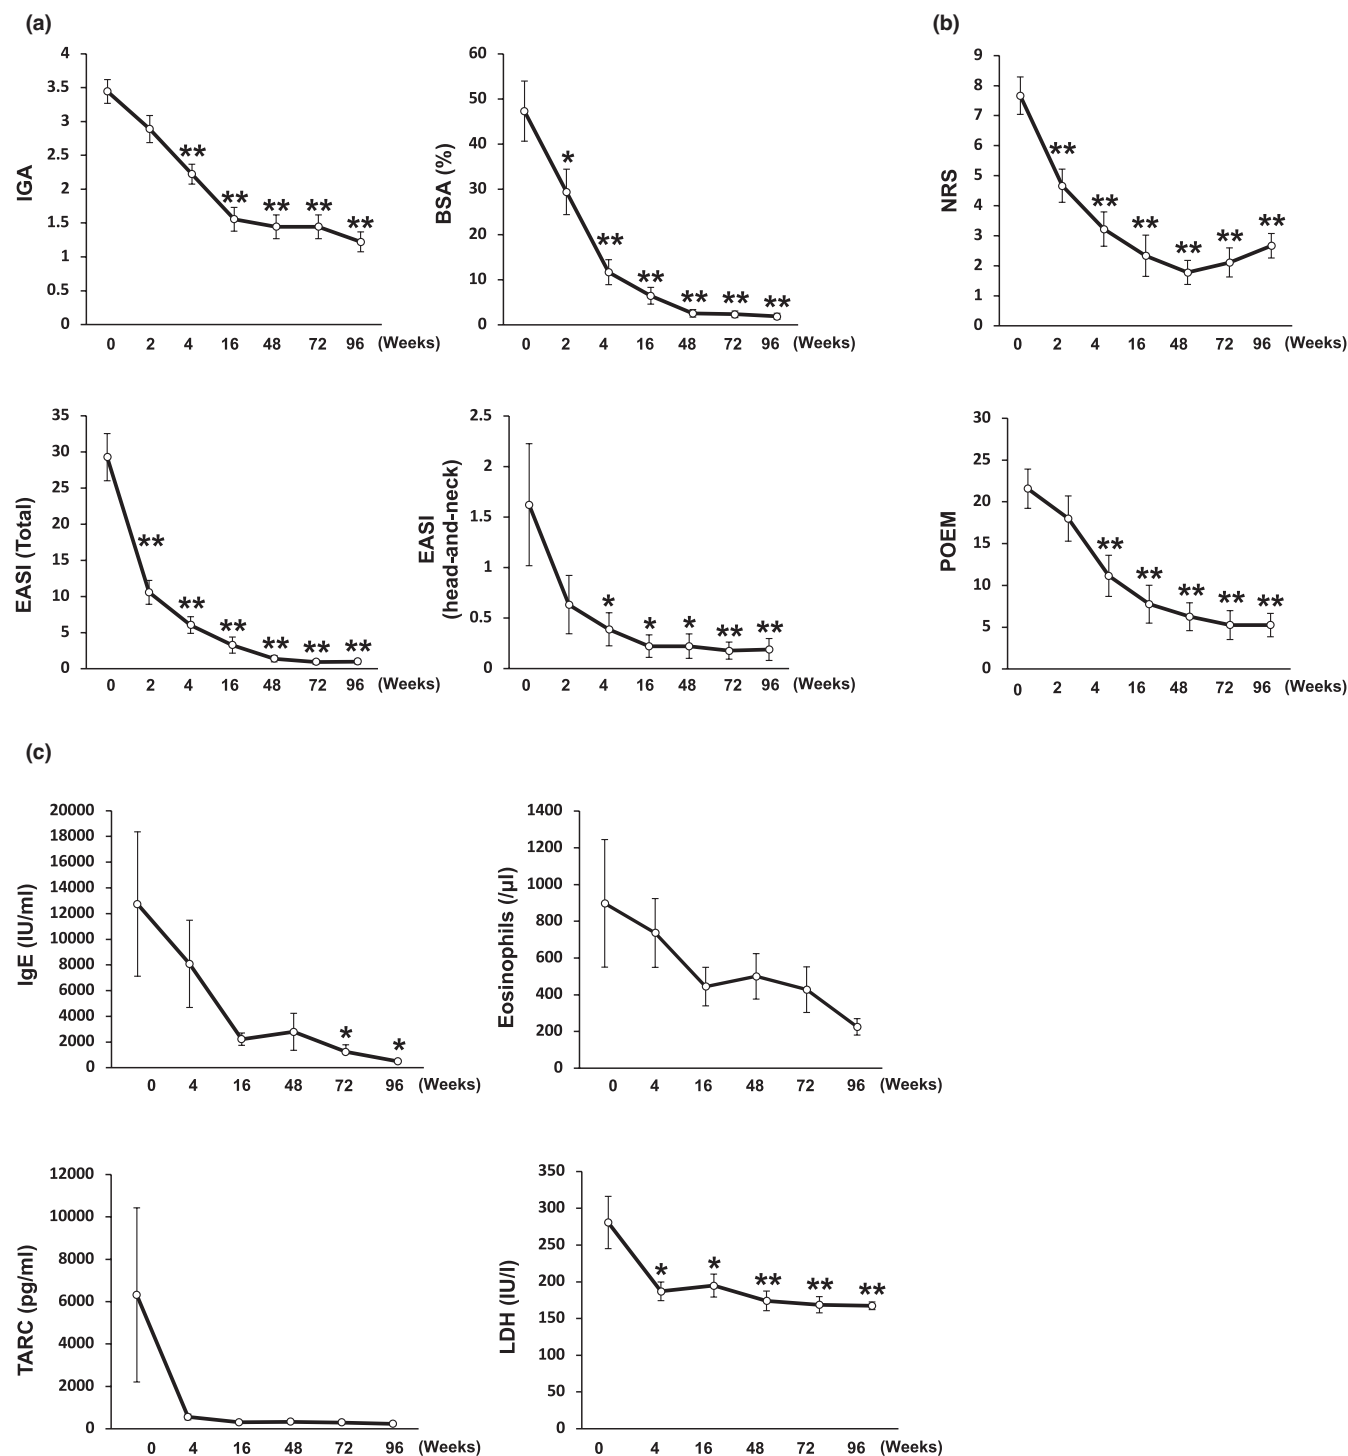 (a)
IGA
4
3.5
3
2.5
2
1.5
1
0.5
0
** ** ** ** **
0 2 4 16 48 72 96 (Weeks)
BSA (%)
60
50
40
30
20
10
0
* ** ** ** ** **
0 2 4 16 48 72 96 (Weeks)
(b)
NRS
9
8
7
6
5
4
3
2
1
0
** ** ** ** ** **
0 2 4 16 48 72 96 (Weeks)
EASI (Total)
35
30
25
20
15
10
5
0
** ** ** ** ** **
0 2 4 16 48 72 96 (Weeks)
EASI
(head-and-neck)
2.5
2
1.5
1
0.5
0
* * * ** **
0 2 4 16 48 72 96 (Weeks)
POEM
30
25
20
15
10
5
0
** ** ** ** **
0 2 4 16 48 72 96 (Weeks)
(c)
IgE (IU/ml)
20000
18000
16000
14000
12000
10000
8000
6000
4000
2000
0
* *
0 4 16 48 72 96 (Weeks)
Eosinophils (/μl)
1400
1200
1000
800
600
400
200
0
0 4 16 48 72 96 (Weeks)
TARC (pg/ml)
12000
10000
8000
6000
4000
2000
0
0 4 16 48 72 96 (Weeks)
LDH (IU/l)
350
300
250
200
150
100
50
0
* * ** ** **
0 4 16 48 72 96 (Weeks)